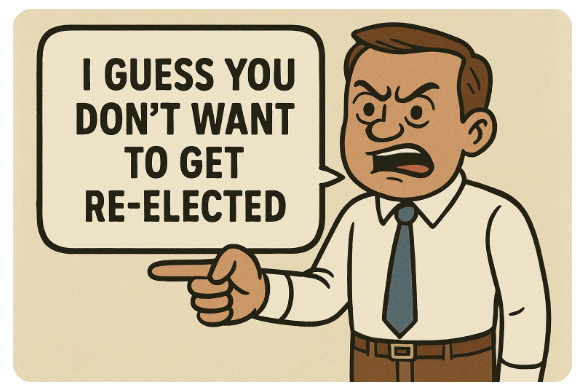 I GUESS YOU
DON'T WANT
TO GET
RE-ELECTED